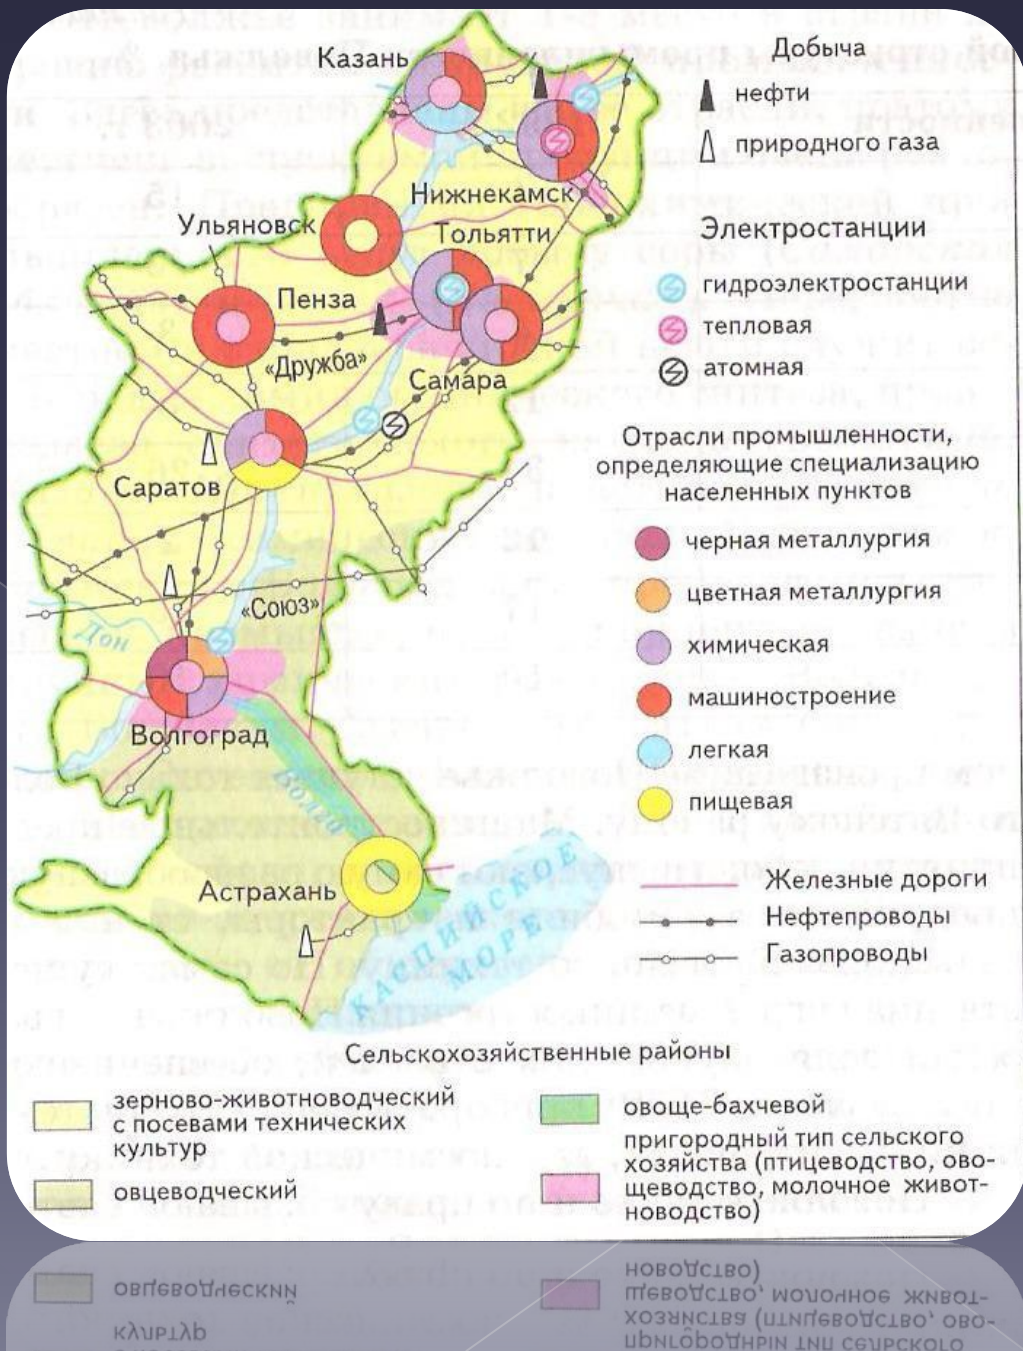 Казань
Нижнекамск
Ульяновск
Тольятти
Пенза
«Дружба»
Самара
Саратов
«Союз»
Дон
Волгоград
Волга
Астрахань
КАСПИЙСКОЕ
МОРЕ
Добыча
нефти
природного газа
Электростанции
гидроэлектростанции
тепловая
атомная
Отрасли промышленности,
определяющие специализацию
населенных пунктов
черная металлургия
цветная металлургия
химическая
машиностроение
легкая
пищевая
Железные дороги
Нефтепроводы
Газопроводы
Сельскохозяйственные районы
зерново-животноводческий
с посевами технических
культур
овцеводческий
овоще-бахчевой
пригородный тип сельского
хозяйства (птицеводство, ово-
щеводство, молочное живот-
новодство)